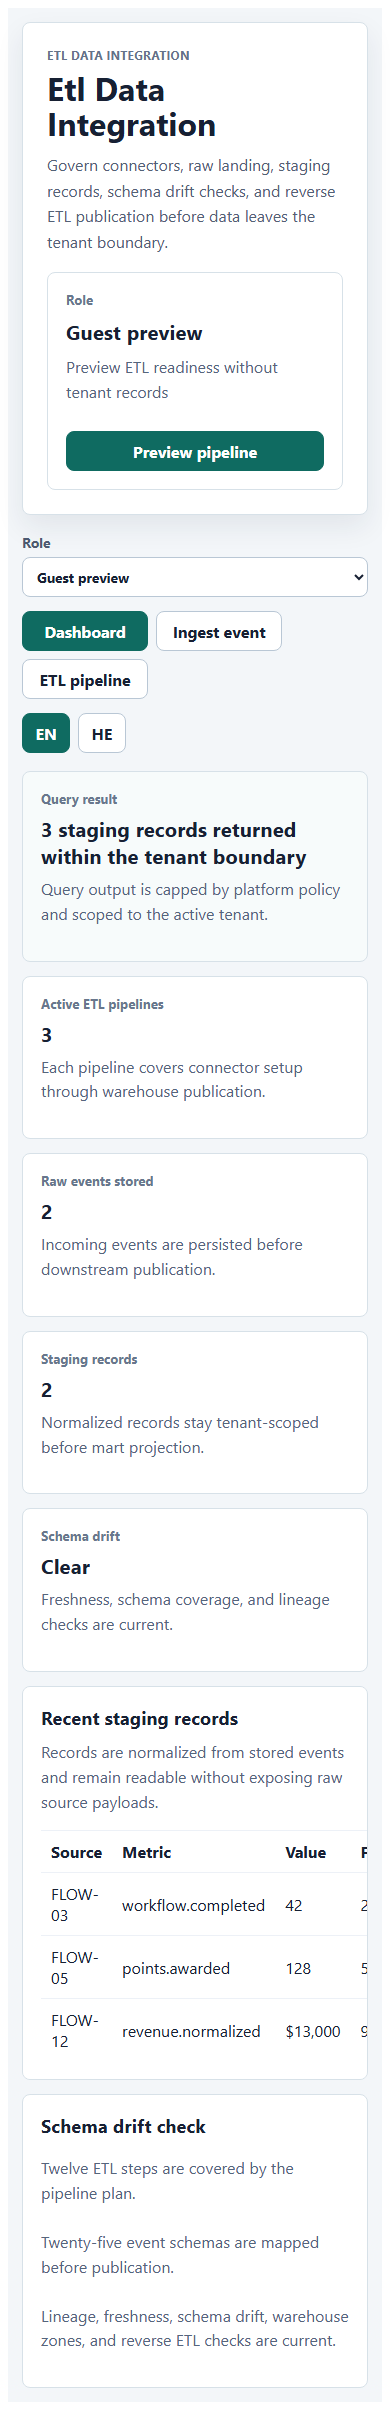 ETL DATA INTEGRATION
Etl Data
Integration
Govern connectors, raw landing, staging
records, schema drift checks, and reverse
ETL publication before data leaves the
tenant boundary.
Role
Guest preview
Preview ETL readiness without
tenant records
Preview pipeline
Role
Guest preview
Dashboard
Ingest event
ETL pipeline
EN
HE
Query result
3 staging records returned
within the tenant boundary
Query output is capped by platform policy
and scoped to the active tenant.
Active ETL pipelines
3
Each pipeline covers connector setup
through warehouse publication.
Raw events stored
2
Incoming events are persisted before
downstream publication.
Staging records
2
Normalized records stay tenant-scoped
before mart projection.
Schema drift
Clear
Freshness, schema coverage, and lineage
checks are current.
Recent staging records
Records are normalized from stored events
and remain readable without exposing raw
source payloads.
Source Metric Value
FLOW-
03 workflow.completed 42 2
FLOW-
05 points.awarded 128 5
FLOW-
12 revenue.normalized $13,000 9
Schema drift check
Twelve ETL steps are covered by the
pipeline plan.
Twenty-five event schemas are mapped
before publication.
Lineage, freshness, schema drift, warehouse
zones, and reverse ETL checks are current.